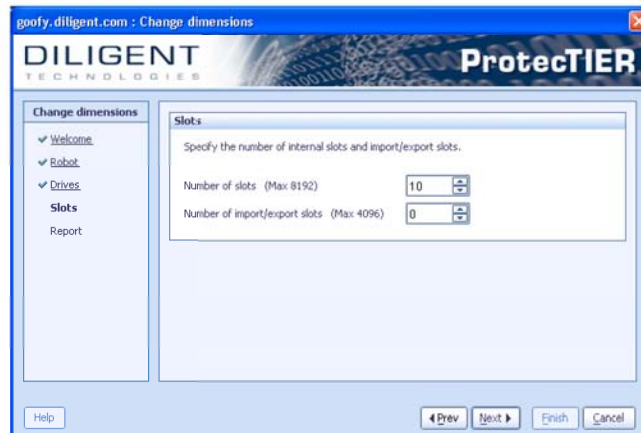 goofy.diligent.com : Change dimensions
DILIGENT
TECHNOLOGIES
ProtecTIER
Change dimensions
Welcome
Robot
Drives
Slots
Report
Slots
Specify the number of internal slots and import/export slots.
Number of slots (Max 8192) 10
Number of import/export slots (Max 4096) 0
Help
Prev
Next
Finish
Cancel